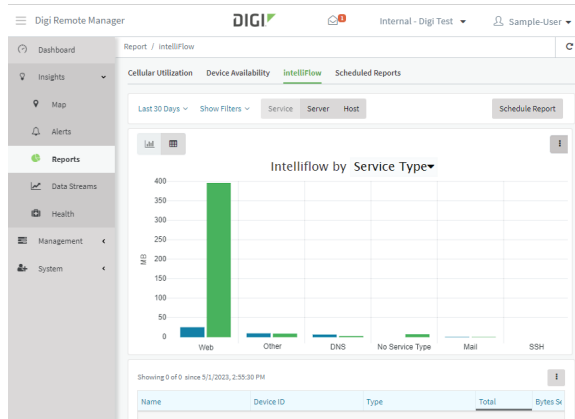 Digi Remote Manager
DIGI
Internal - Digi Test
Sample-User
Dashboard
Insights
Map
Alerts
Reports
Data Streams
Health
Management
System
Report / intelliFlow
Cellular Utilization Device Availability intelliFlow Scheduled Reports
Last 30 Days Show Filters Service Server Host Schedule Report
Intelliflow by Service Type
MB
400
350
300
250
200
150
100
50
0
Web Other DNS No Service Type Mail SSH
Showing 0 of 0 since 5/1/2023, 2:55:30 PM
Name Device ID Type Total Bytes Se